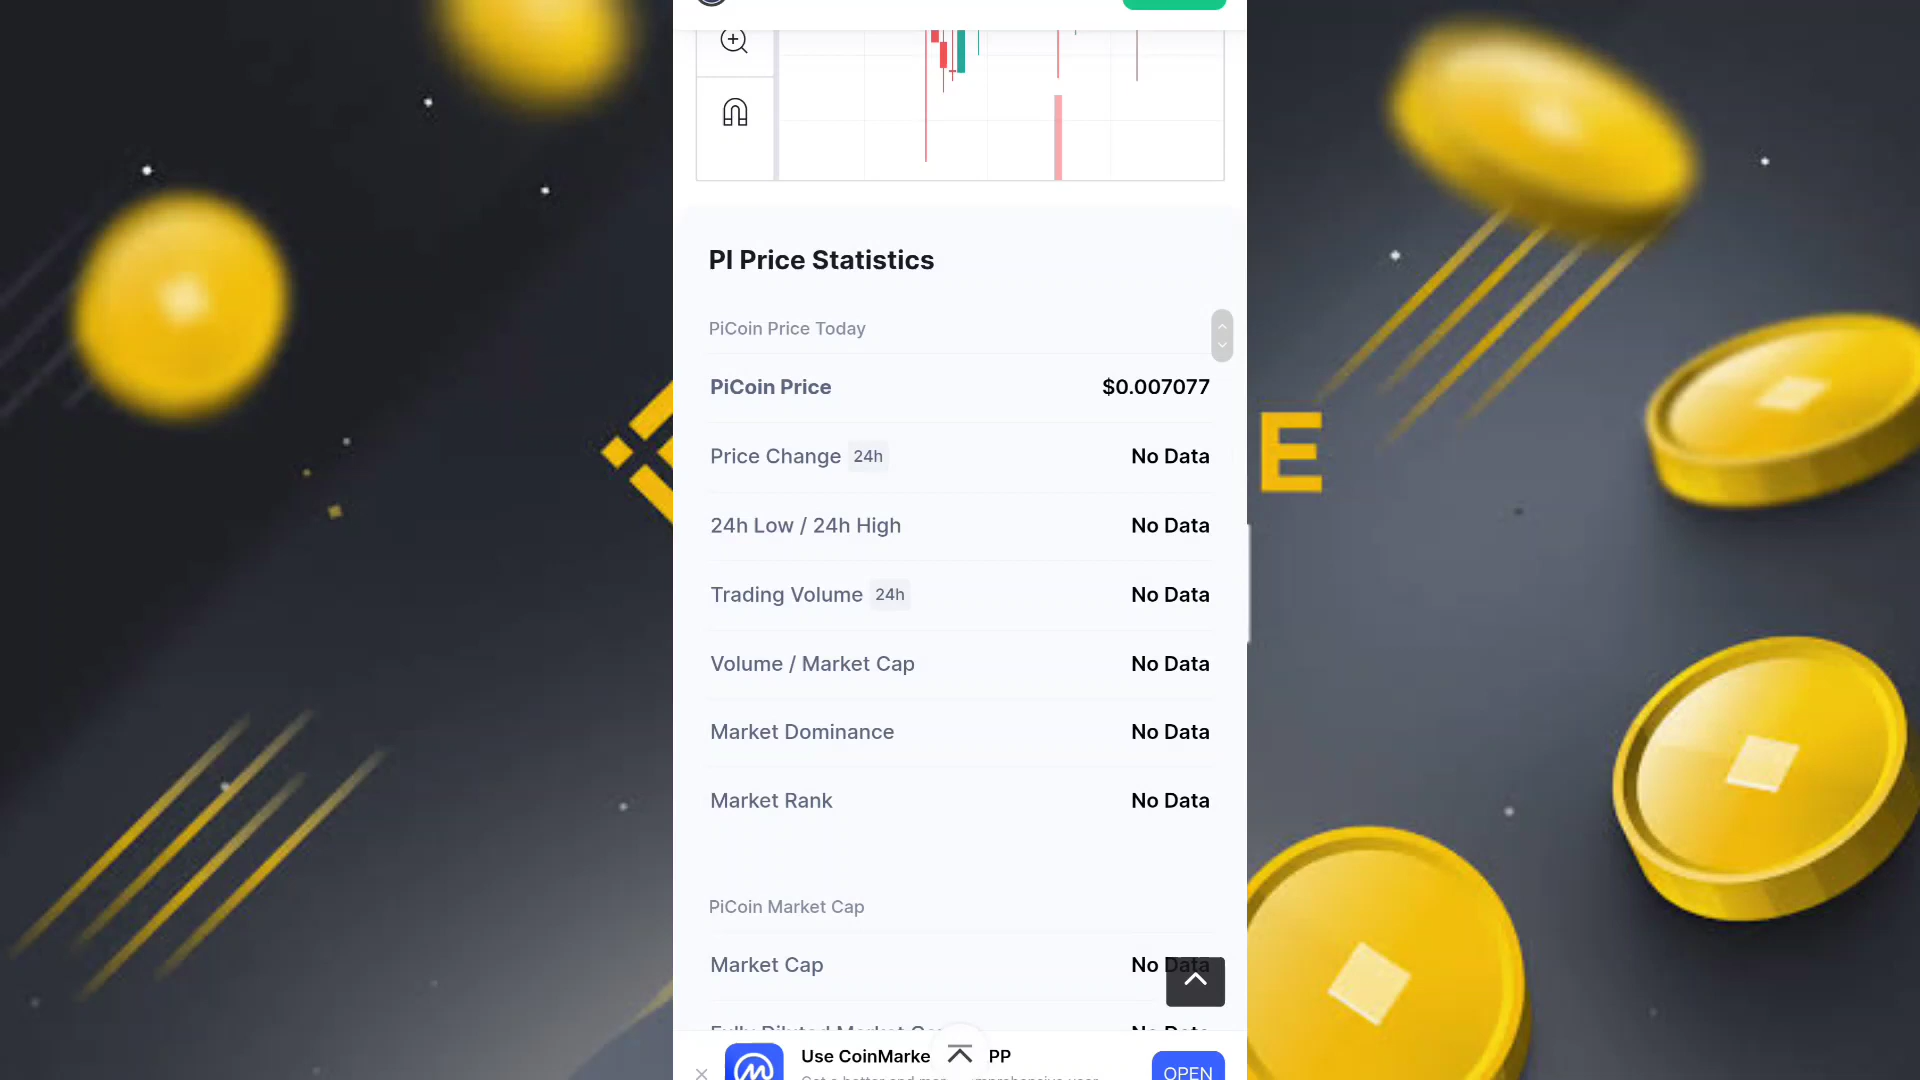 PI Price Statistics
PiCoin Price Today
PiCoin Price $0.007077
Price Change 24h No Data
24h Low / 24h High No Data
Trading Volume 24h No Data
Volume / Market Cap No Data
Market Dominance No Data
Market Rank No Data
PiCoin Market Cap
Market Cap No Data
E
Use CoinMarke PP
OPEN